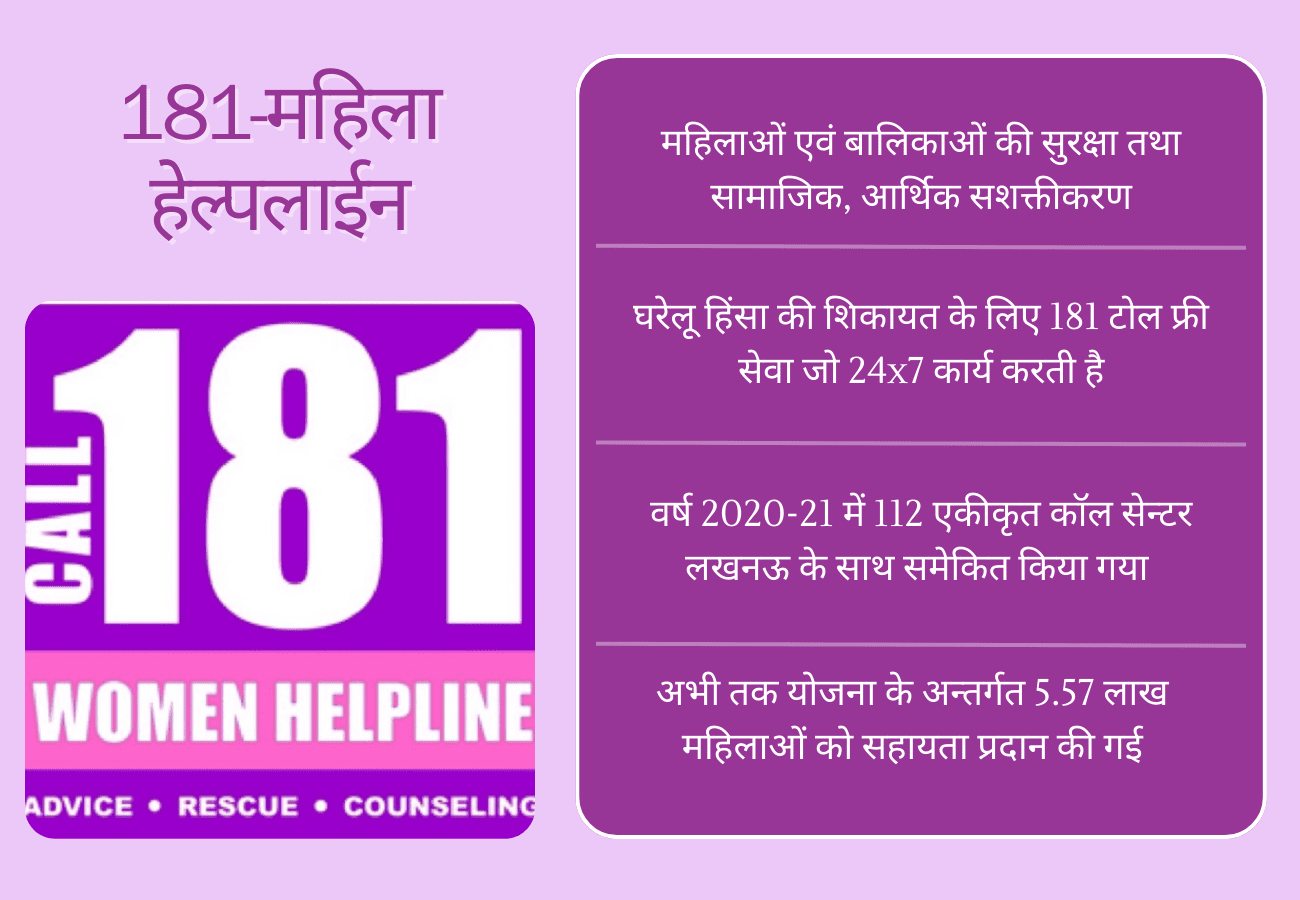 181-महिला
हेल्पलाईन
CALL
181
WOMEN HELPLINE
ADVICE • RESCUE • COUNSELING
महिलाओं एवं बालिकाओं की सुरक्षा तथा
सामाजिक, आर्थिक सशक्तीकरण
घरेलू हिंसा की शिकायत के लिए 181 टोल फ्री
सेवा जो 24x7 कार्य करती है
वर्ष 2020-21 में 112 एकीकृत कॉल सेन्टर
लखनऊ के साथ समेकित किया गया
अभी तक योजना के अन्तर्गत 5.57 लाख
महिलाओं को सहायता प्रदान की गई